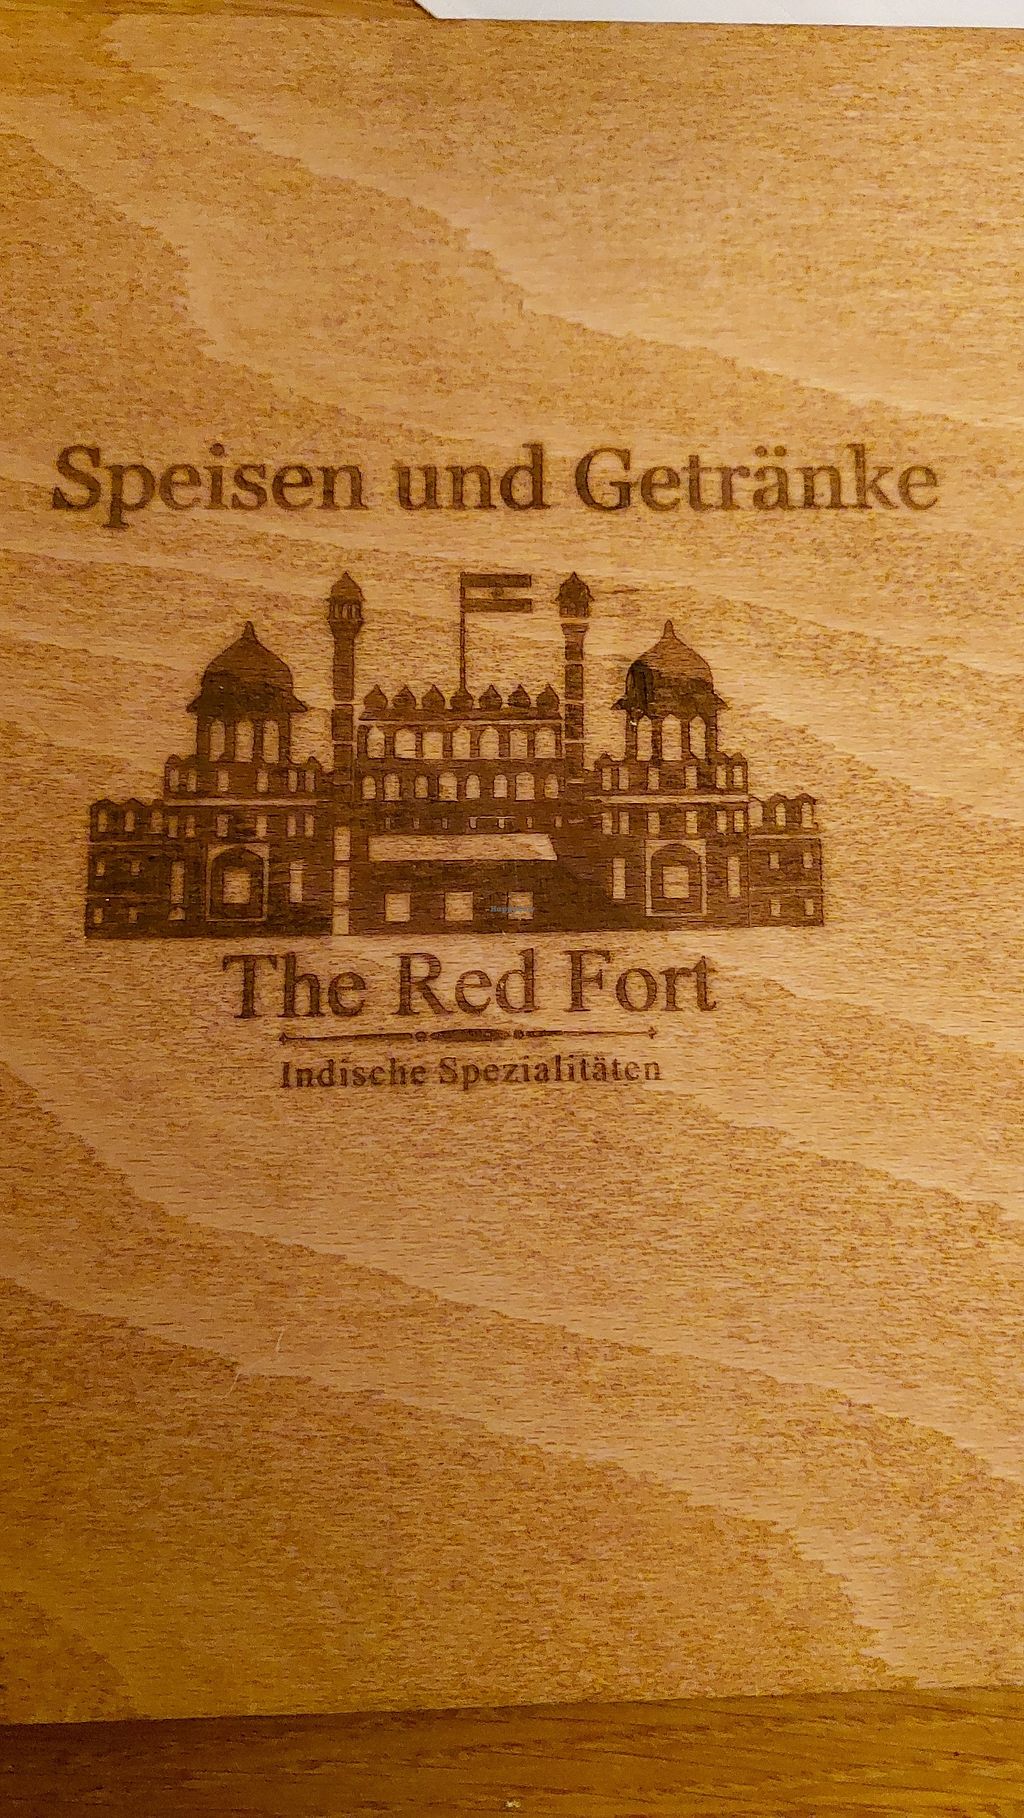 Speisen und Getränke
The Red Fort
Indische Spezialitäten